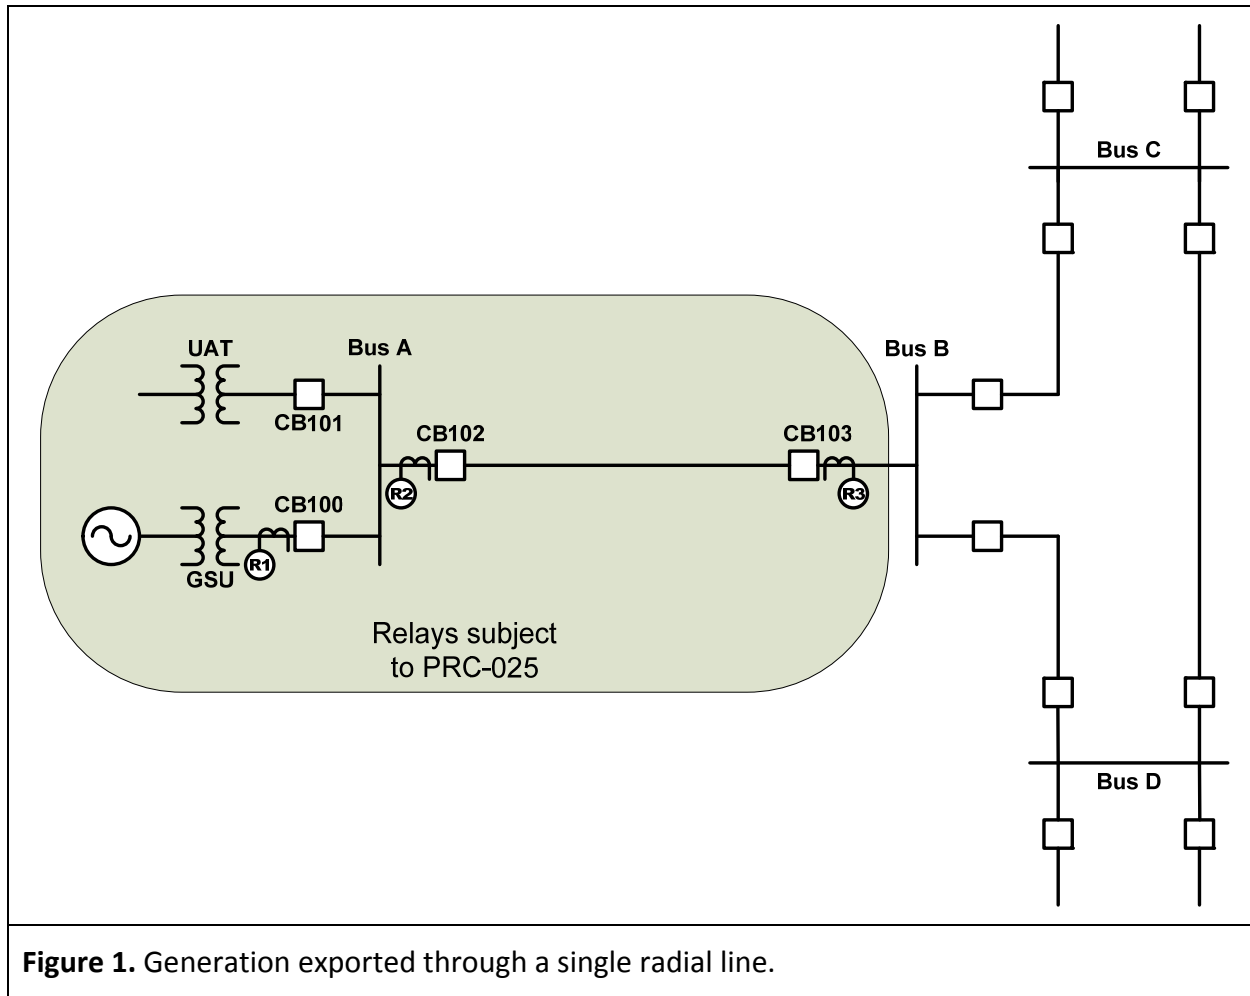 Bus C
UAT
Bus A
Bus B
CB101
CB102
CB103
R2
R3
CB100
R1
GSU
Relays subject
to PRC-025
Bus D
Figure 1. Generation exported through a single radial line.